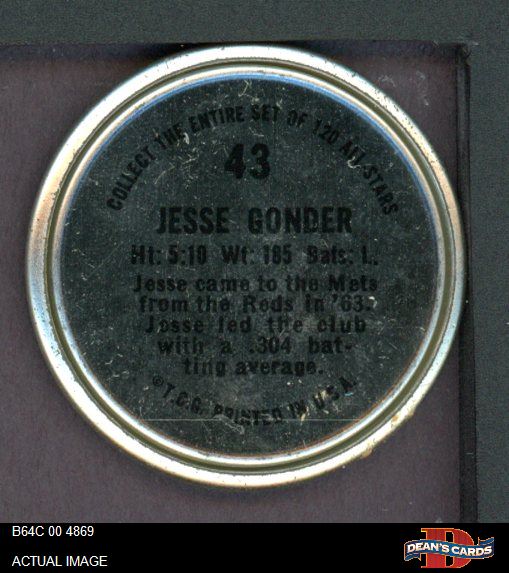 COLLECT THE ENTIRE SET OF 120 ALL-STARS
43
JESSE GONDER
Ht: 5:10 Wt: 185 Bats: L.
Jesse came to the Mets
from the Reds in '63.
Jesse led the club
with a .304 bat-
ting average.
©T.C.G. PRINTED IN U.S.A.
B64C 00 4869
ACTUAL IMAGE
D
DEAN'S CARDS